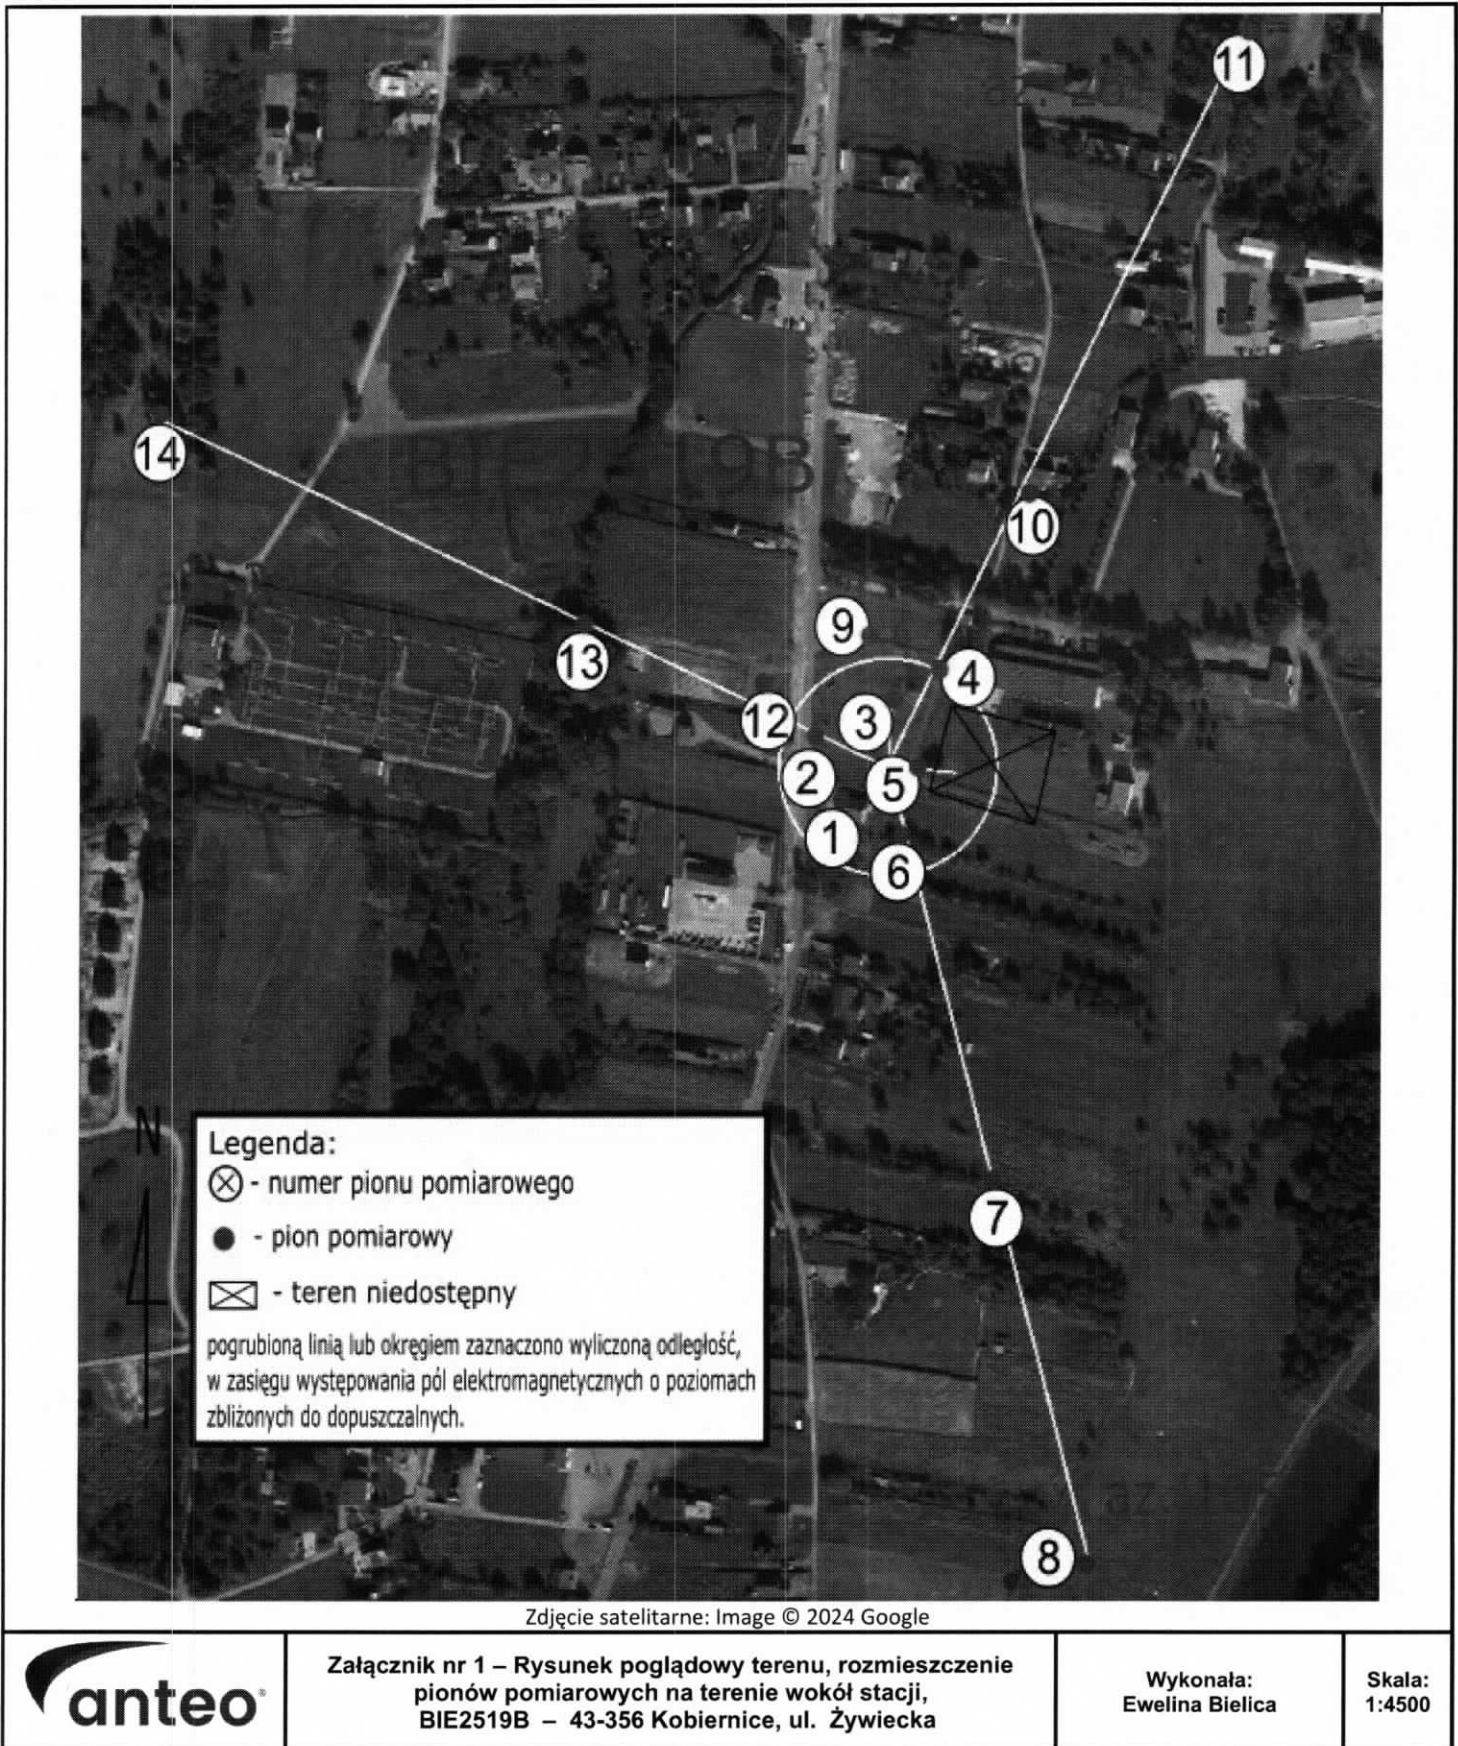 11
14
BI
9B
10
9
13
4
12
3
2
5
1
6
N
Legenda:
- numer pionu pomiarowego
- pion pomiarowy
- teren niedostępny
pogrubioną linią lub okręgiem zaznaczono wyliczoną odległość,
w zasięgu występowania pól elektromagnetycznych o poziomach
zbliżonych do dopuszczalnych.
7
8
Zdjęcie satelitarne: Image © 2024 Google
anteo
Załącznik nr 1 – Rysunek poglądowy terenu, rozmieszczenie
pionów pomiarowych na terenie wokół stacji,
BIE2519B – 43-356 Kobiernice, ul. Żywiecka
Wykonała:
Ewelina Bielica
Skala:
1:4500